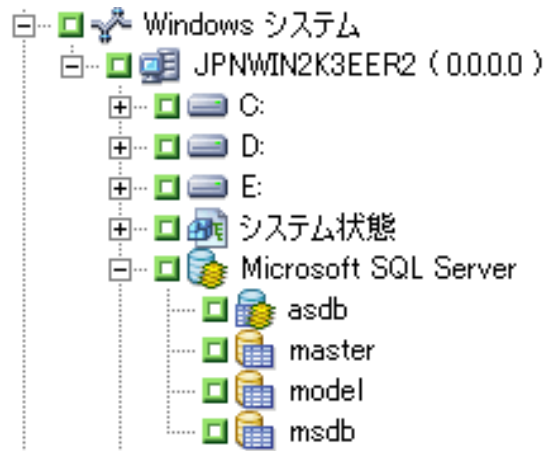 Windows システム
JPNWIN2K3EER2 ( 0.0.0.0 )
C:
D:
E:
システム状態
Microsoft SQL Server
asdb
master
model
msdb